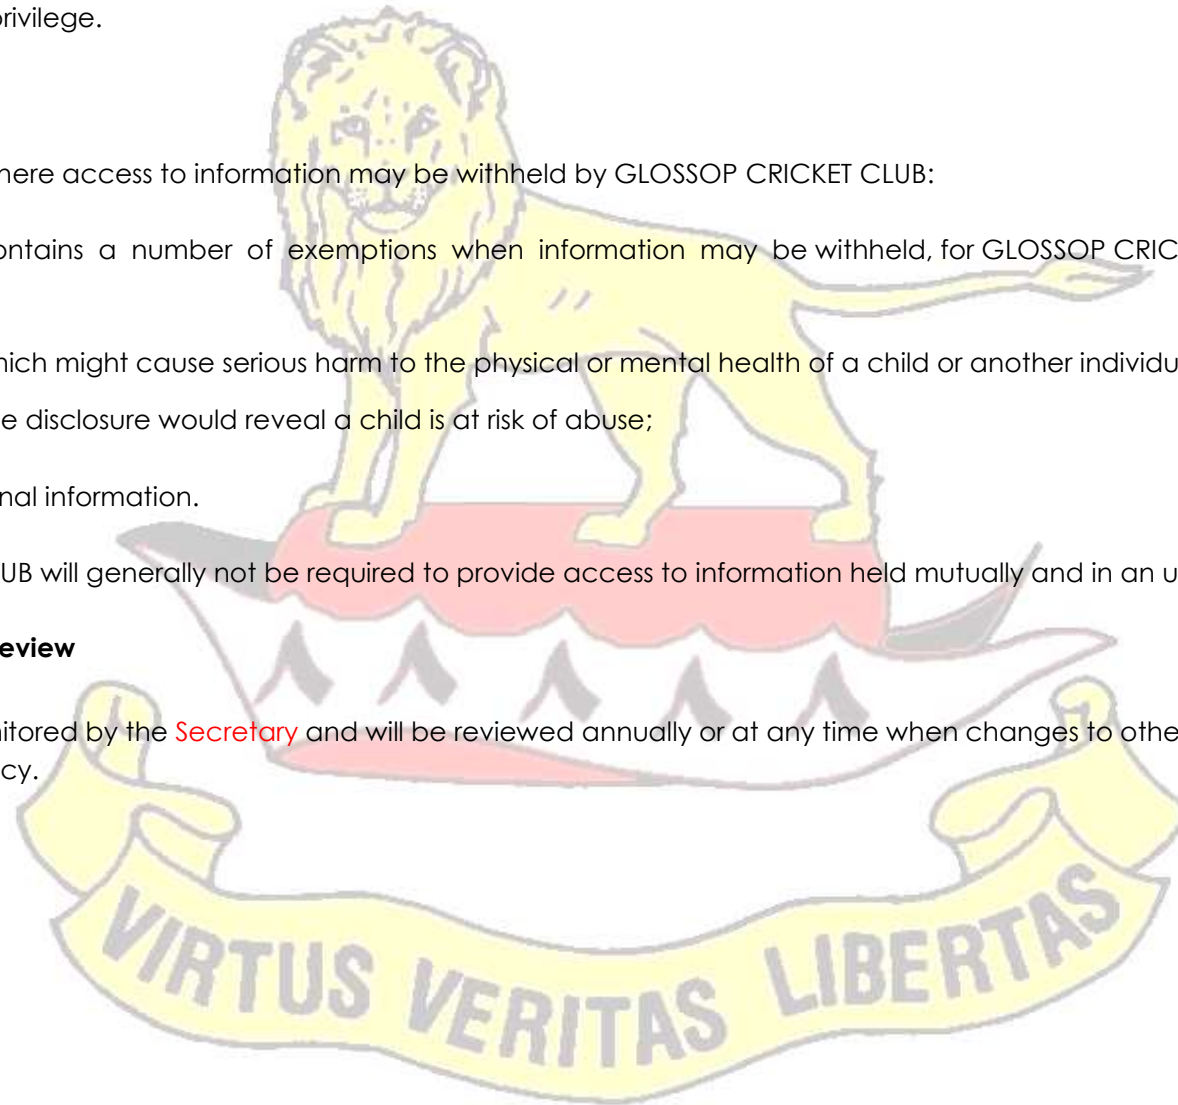 privilege.
here access to information may be withheld by GLOSSOP CRICKET CLUB:
ontains a number of exemptions when information may be withheld, for GLOSSOP CRIC
hich might cause serious harm to the physical or mental health of a child or another individu
e disclosure would reveal a child is at risk of abuse;
nal information.
UB will generally not be required to provide access to information held mutually and in an u
eview
itored by the Secretary and will be reviewed annually or at any time when changes to othe
cy.
VIRTUS VERITAS LIBERTAS